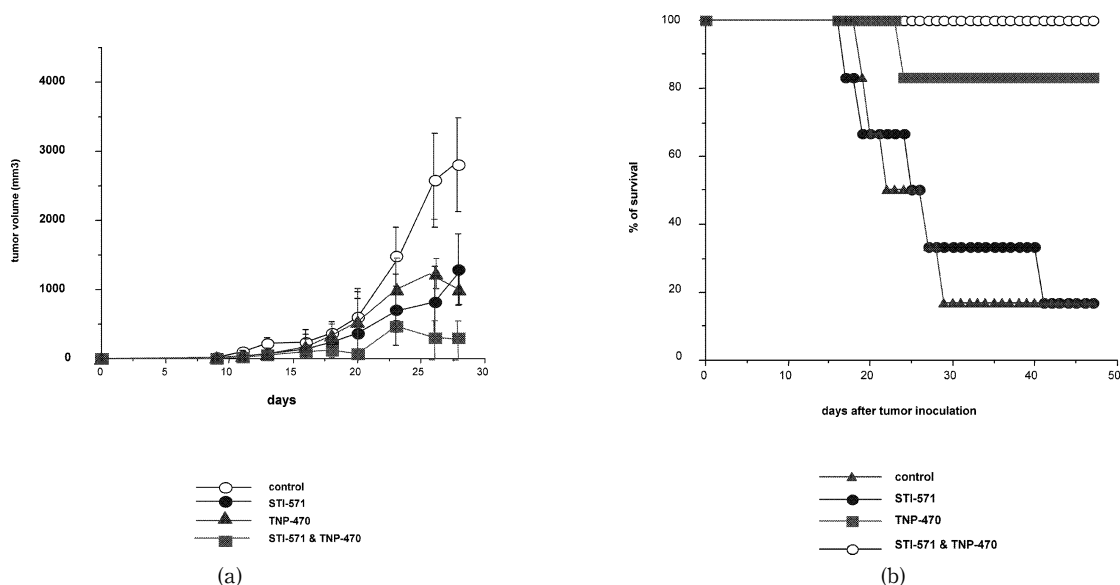 4000
3000
2000
1000
0
tumor volume (mm3)
0 5 10 15 20 25 30
days
control
STI-571
TNP-470
STI-571 & TNP-470
(a)
100
80
60
40
20
0
% of survival
0 10 20 30 40 50
days after tumor inoculation
control
STI-571
TNP-470
STI-571 & TNP-470
(b)